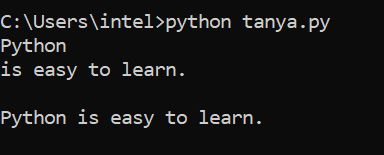 C:\Users\intel>python tanya.py
Python
is easy to learn.
Python is easy to learn.